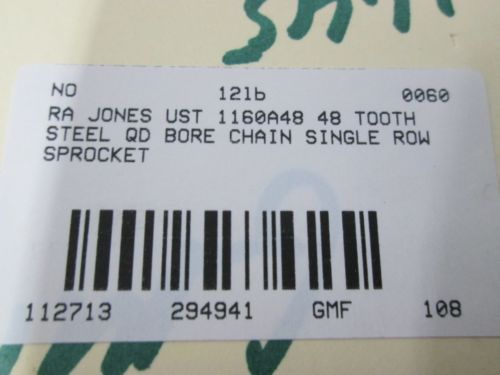 NO 12lb 0060
RA JONES UST 1160A48 48 TOOTH
STEEL QD BORE CHAIN SINGLE ROW
SPROCKET
112713 294941 GMF 108